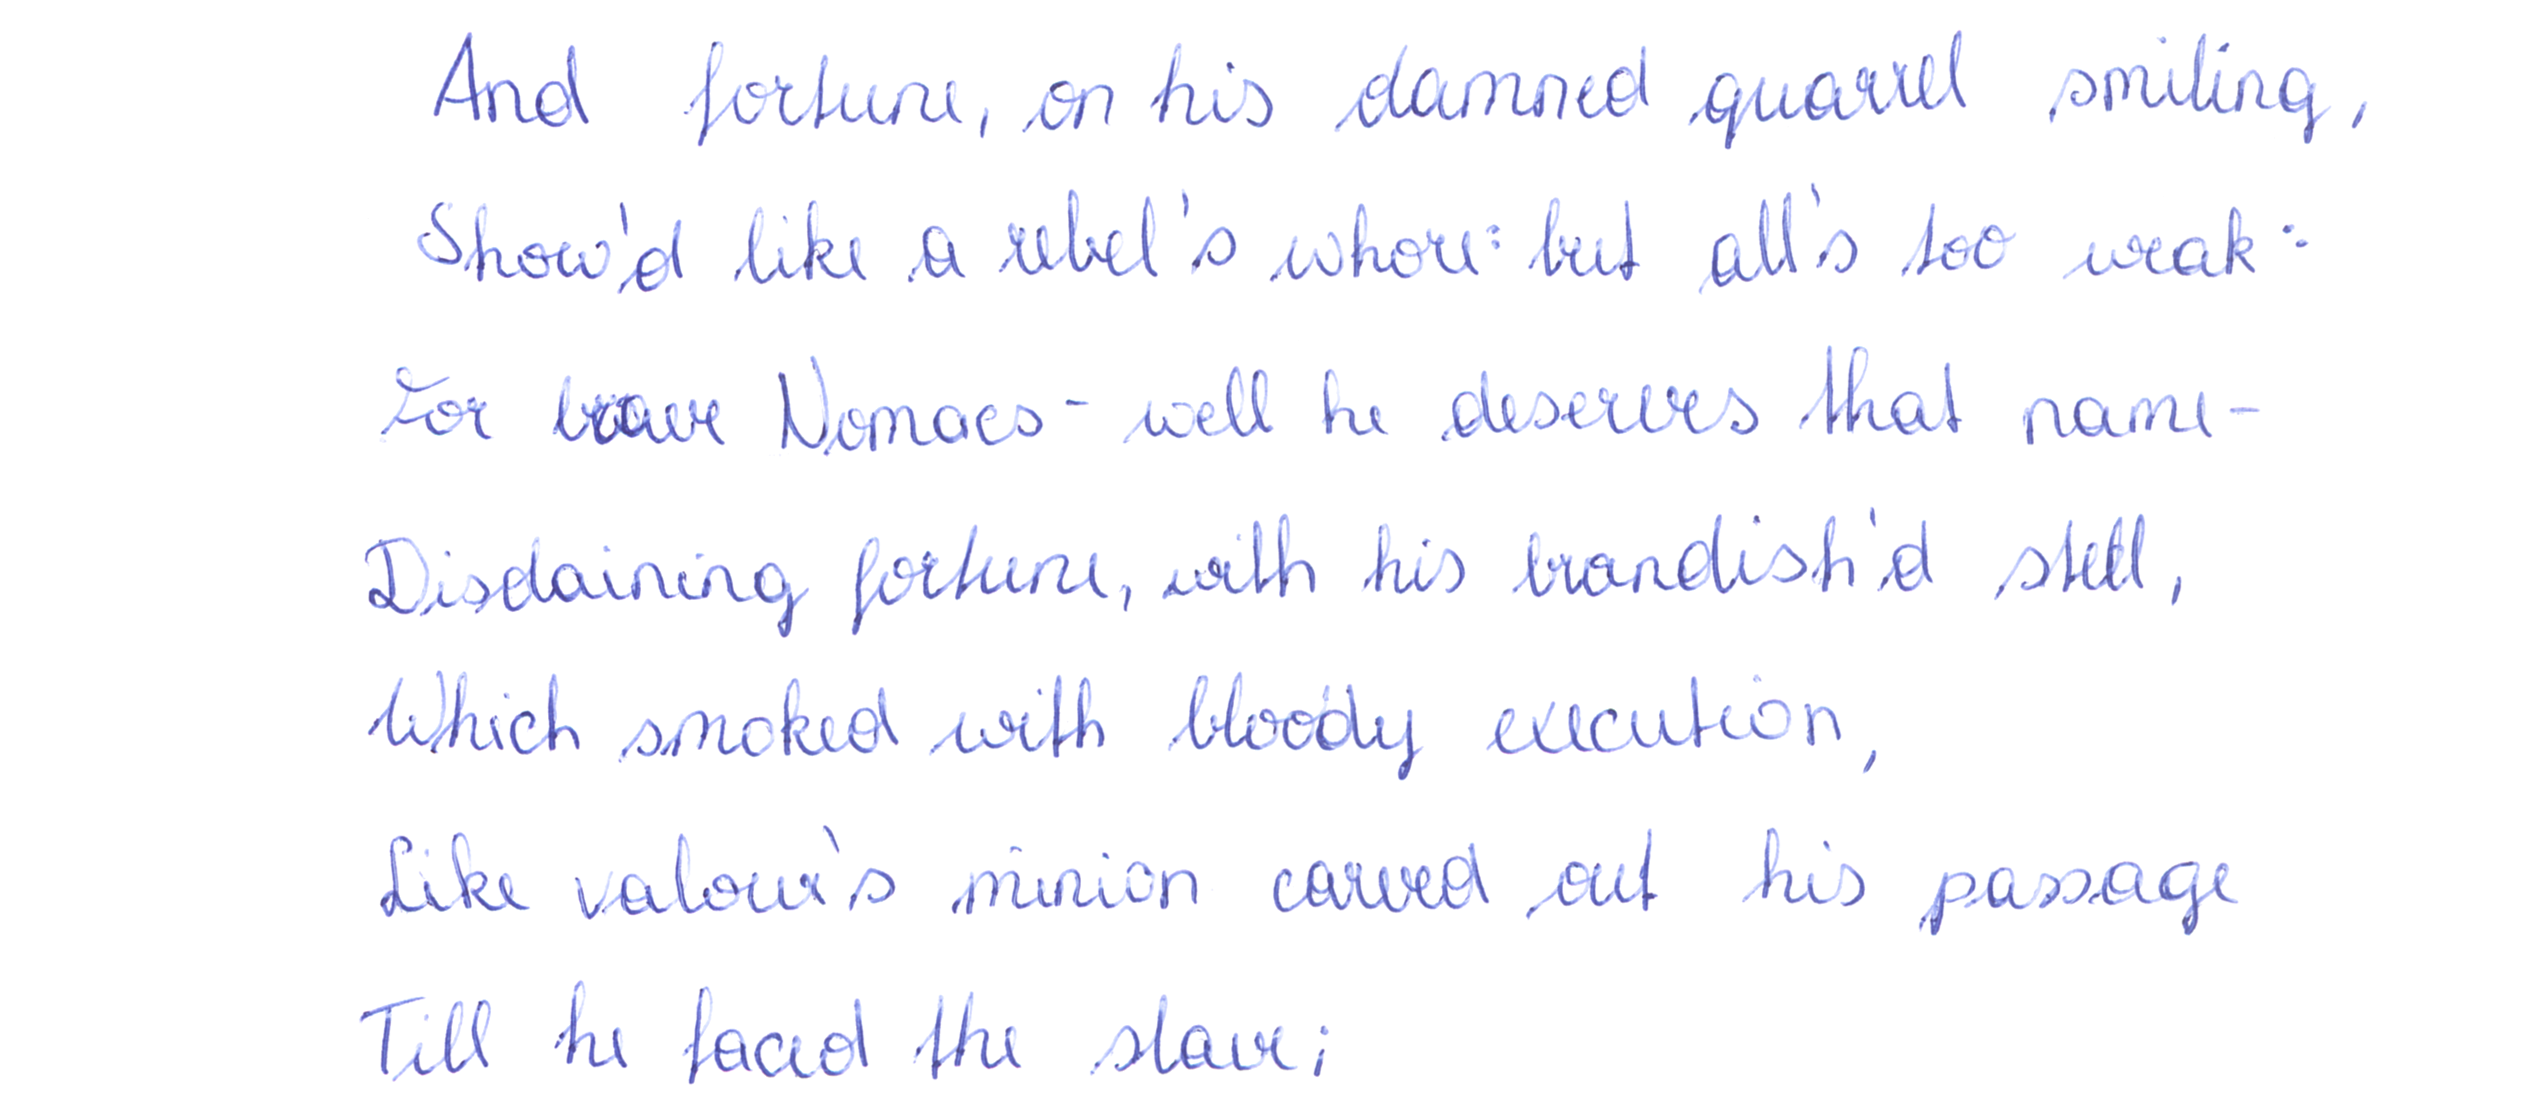 And fortune, on his damned quarrel smiling,
Show'd like a rebel's whore: but all's too weak:
For brave Nomaes - well he deserves that name -
Disdaining fortune, with his brandish'd steel,
Which smoked with bloody execution,
Like valour's minion carved out his passage
Till he faced the slave;